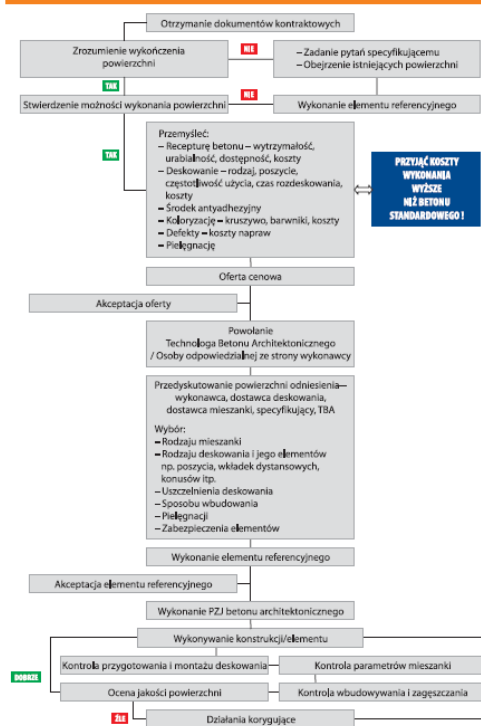 Otrzymanie dokumentów kontraktowych
Zrozumienie wykończenia
powierzchni
NIE
– Zadanie pytań specyfikującemu
– Obejrzenie istniejących powierzchni
TAK
Stwierdzenie możliwości wykonania powierzchni
NIE
Wykonanie elementu referencyjnego
TAK
Przemyśleć:
– Recepturę betonu – wytrzymałość,
urabialność, dostępność, koszty
– Deskowanie – rodzaj, poszycie,
częstotliwość użycia, czas rozdeskowania,
koszty
– Środek antyadhezyjny
– Koloryzację – kruszywo, barwniki, koszty
– Defekty – koszty napraw
– Pielęgnację
PRZYJĄĆ KOSZTY
WYKONANIA
WYŻSZE
NIŻ BETONU
STANDARDOWEGO !
Oferta cenowa
Akceptacja oferty
Powołanie
Technologa Betonu Architektonicznego
/ Osoby odpowiedzialnej ze strony wykonawcy
Przedyskutowanie powierzchni odniesienia—
wykonawca, dostawca deskowania,
dostawca mieszanki, specyfikujący, TBA
Wybór:
– Rodzaju mieszanki
– Rodzaju deskowania i jego elementów
np. poszycia, wkładek dystansowych,
konusów itp.
– Uszczelnienia deskowania
– Sposobu wbudowania
– Pielęgnacji
– Zabezpieczenia elementów
Wykonanie elementu referencyjnego
Akceptacja elementu referencyjnego
Wykonanie PZJ betonu architektonicznego
Wykonywanie konstrukcji/elementu
Kontrola przygotowania i montażu deskowania
Kontrola parametrów mieszanki
DOBRZE
Ocena jakości powierzchni
Kontrola wbudowywania i zagęszczania
ŹLE
Działania korygujące